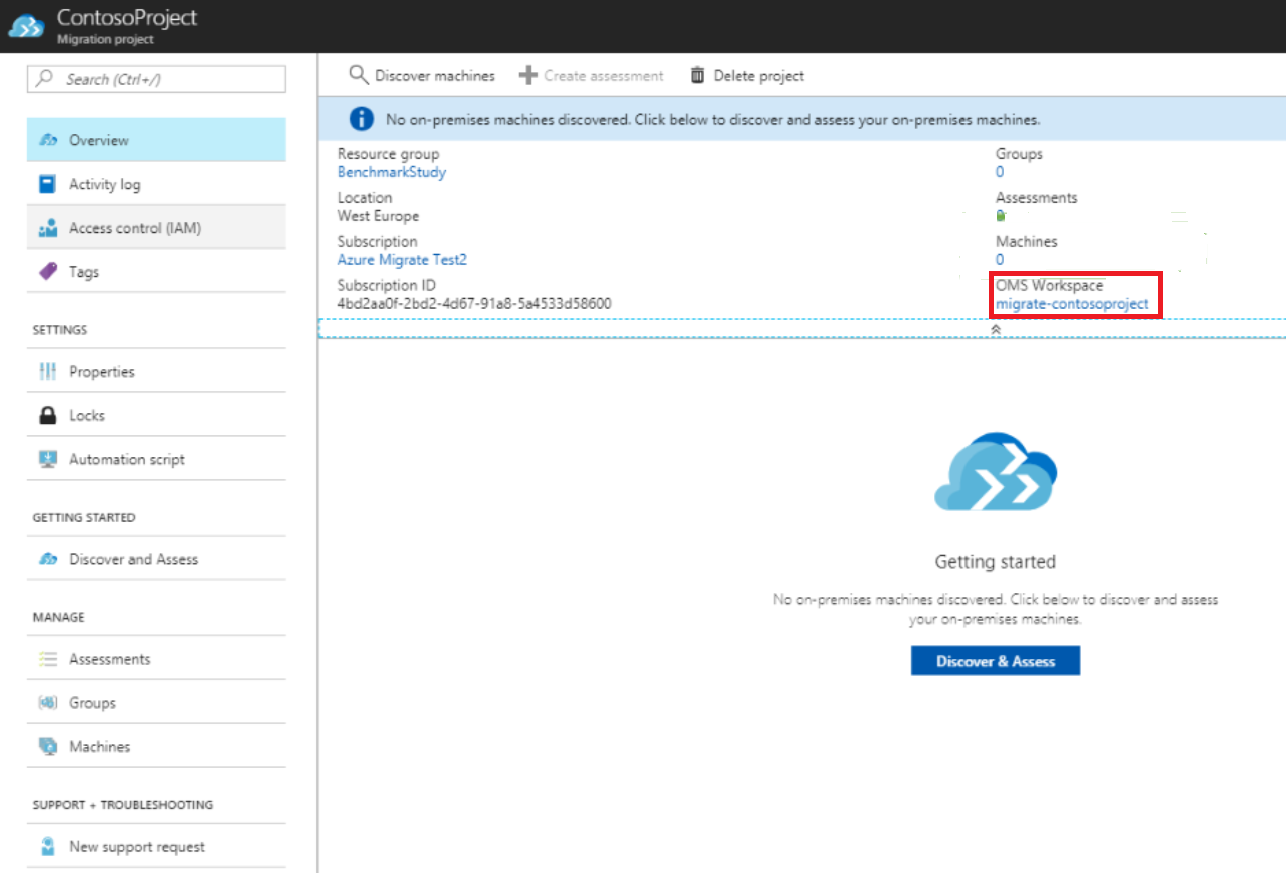 ContosoProject
Migration project
Search (Ctrl+/)
Overview
Activity log
Access control (IAM)
Tags
SETTINGS
Properties
Locks
Automation script
GETTING STARTED
Discover and Assess
MANAGE
Assessments
Groups
Machines
SUPPORT + TROUBLESHOOTING
New support request
Discover machines
Create assessment
Delete project
No on-premises machines discovered. Click below to discover and assess your on-premises machines.
Resource group
BenchmarkStudy
Location
West Europe
Subscription
Azure Migrate Test2
Subscription ID
4bd2aa0f-2bd2-4d67-91a8-5a4533d58600
Groups
0
Assessments
Machines
0
OMS Workspace
migrate-contosoproject
Getting started
No on-premises machines discovered. Click below to discover and assess
your on-premises machines.
Discover & Assess